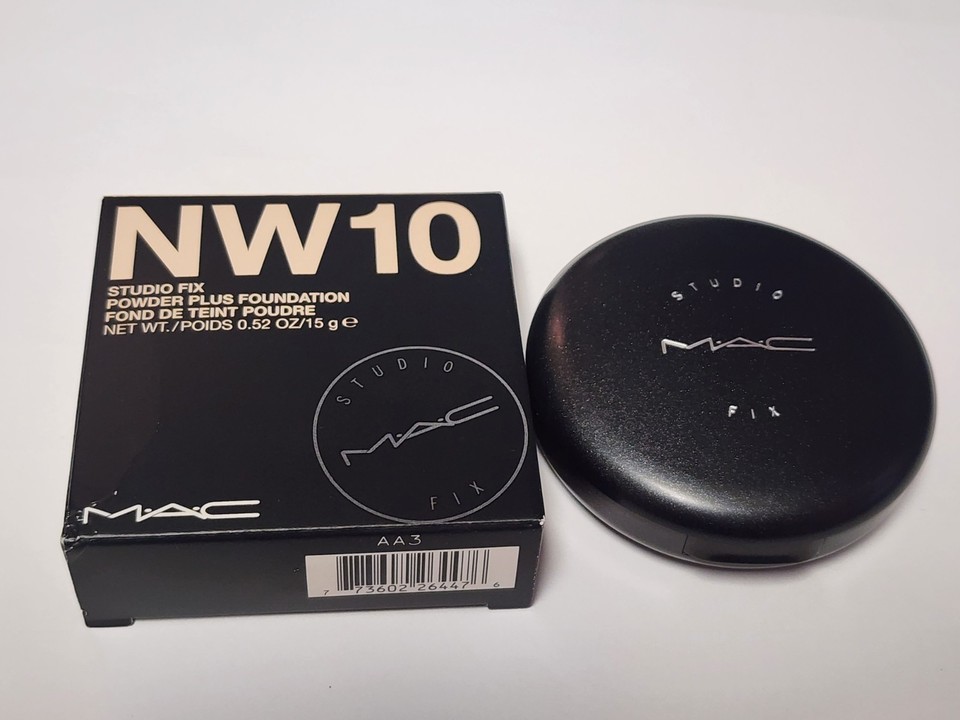 NW10
STUDIO FIX
POWDER PLUS FOUNDATION
FOND DE TEINT POUDRE
NET WT./POIDS 0.52 OZ/15 g e
STUDIO
M·A·C
FIX
M·A·C
AA3
7 73602 26447 6
STUDIO
M·A·C
FIX